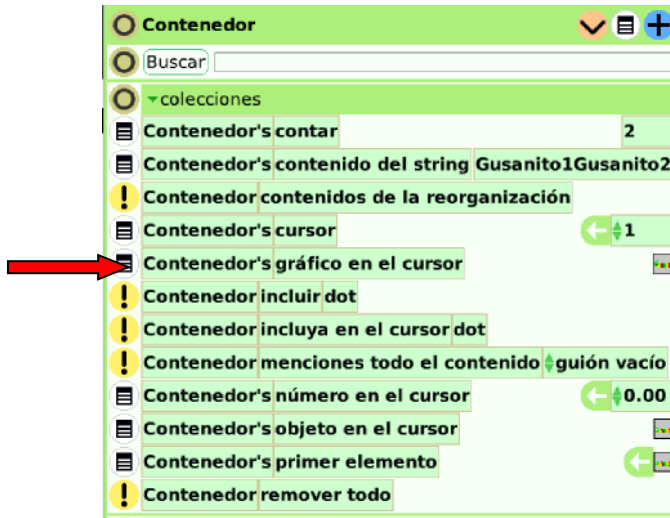 Contenedor
Buscar
colecciones
Contenedor's contar 2
Contenedor's contenido del string Gusanito1Gusanito2
Contenedor contenidos de la reorganización
Contenedor's cursor 1
Contenedor's gráfico en el cursor
Contenedor incluir dot
Contenedor incluya en el cursor dot
Contenedor menciones todo el contenido guión vacío
Contenedor's número en el cursor 0.00
Contenedor's objeto en el cursor
Contenedor's primer elemento
Contenedor remover todo